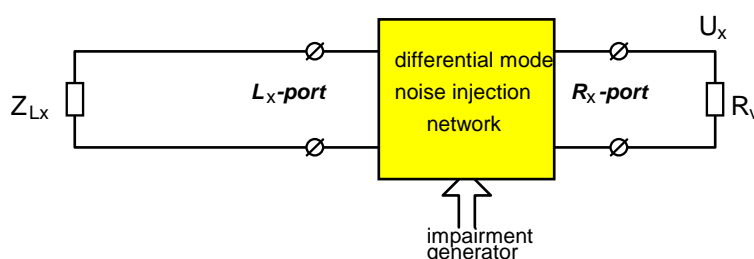 U x
differential mode
L x -port
noise injection
R x -port
Z Lx
network
R v
impairment
generator